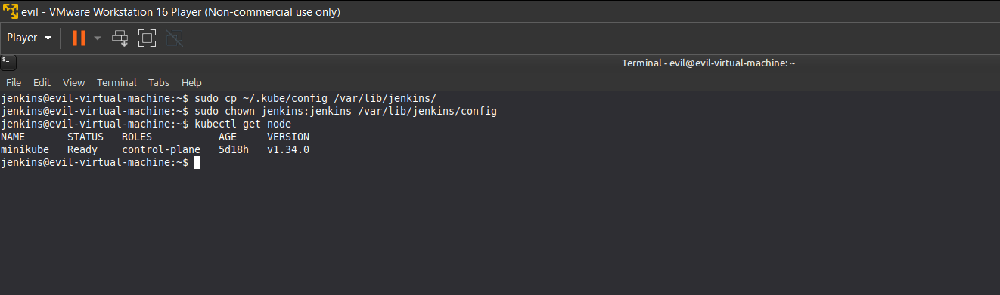 evil - VMware Workstation 16 Player (Non-commercial use only)
Player
$-
Terminal - evil@evil-virtual-machine: ~
File Edit View Terminal Tabs Help
jenkins@evil-virtual-machine:~$ sudo cp ~/.kube/config /var/lib/jenkins/
jenkins@evil-virtual-machine:~$ sudo chown jenkins:jenkins /var/lib/jenkins/config
jenkins@evil-virtual-machine:~$ kubectl get node
NAME       STATUS   ROLES           AGE     VERSION
minikube   Ready    control-plane   5d18h   v1.34.0
jenkins@evil-virtual-machine:~$